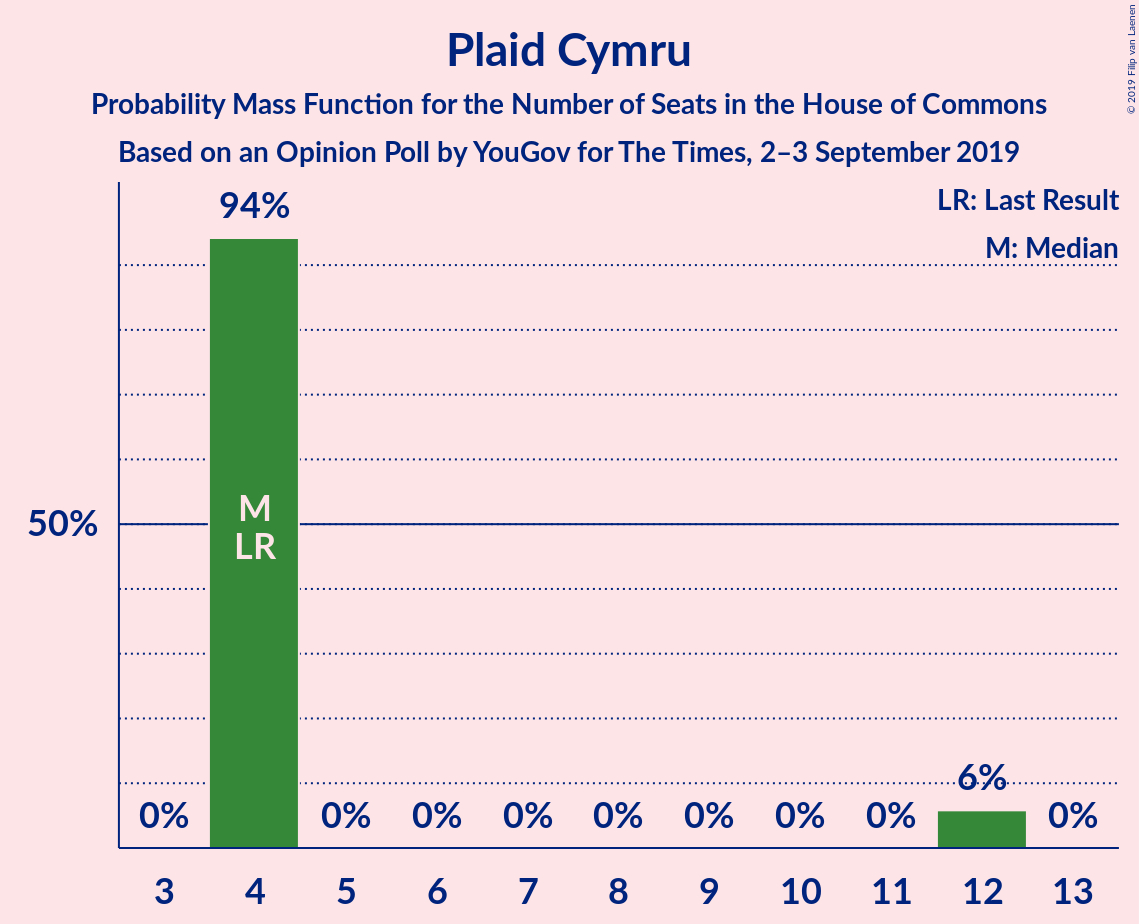 Plaid Cymru
Probability Mass Function for the Number of Seats in the House of Commons
Based on an Opinion Poll by YouGov for The Times, 2–3 September 2019
© 2019 Filip van Laenen
LR: Last Result
M: Median
94%
50%
M
LR
6%
0% 0% 0% 0% 0% 0% 0% 0% 0%
3 4 5 6 7 8 9 10 11 12 13